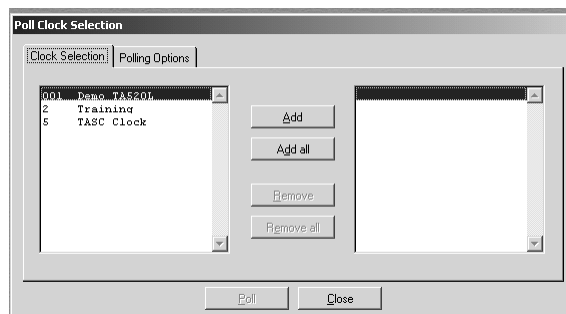 Poll Clock Selection
Clock Selection Polling Options
001 Demo TA520L
2 Training
5 TASC Clock
Add
Add all
Remove
Remove all
Poll Close